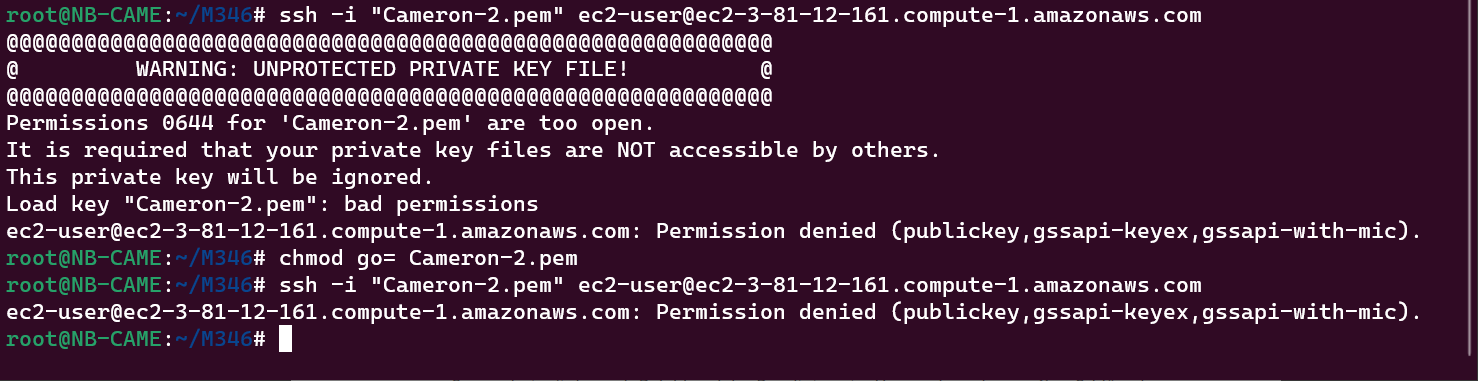 root@NB-CAME:~/M346# ssh -i "Cameron-2.pem" ec2-user@ec2-3-81-12-161.compute-1.amazonaws.com
@@@@@@@@@@@@@@@@@@@@@@@@@@@@@@@@@@@@@@@@@@@@@@@@@@@@@@@@@@@
@         WARNING: UNPROTECTED PRIVATE KEY FILE!          @
@@@@@@@@@@@@@@@@@@@@@@@@@@@@@@@@@@@@@@@@@@@@@@@@@@@@@@@@@@@
Permissions 0644 for 'Cameron-2.pem' are too open.
It is required that your private key files are NOT accessible by others.
This private key will be ignored.
Load key "Cameron-2.pem": bad permissions
ec2-user@ec2-3-81-12-161.compute-1.amazonaws.com: Permission denied (publickey,gssapi-keyex,gssapi-with-mic).
root@NB-CAME:~/M346# chmod go= Cameron-2.pem
root@NB-CAME:~/M346# ssh -i "Cameron-2.pem" ec2-user@ec2-3-81-12-161.compute-1.amazonaws.com
ec2-user@ec2-3-81-12-161.compute-1.amazonaws.com: Permission denied (publickey,gssapi-keyex,gssapi-with-mic).
root@NB-CAME:~/M346#